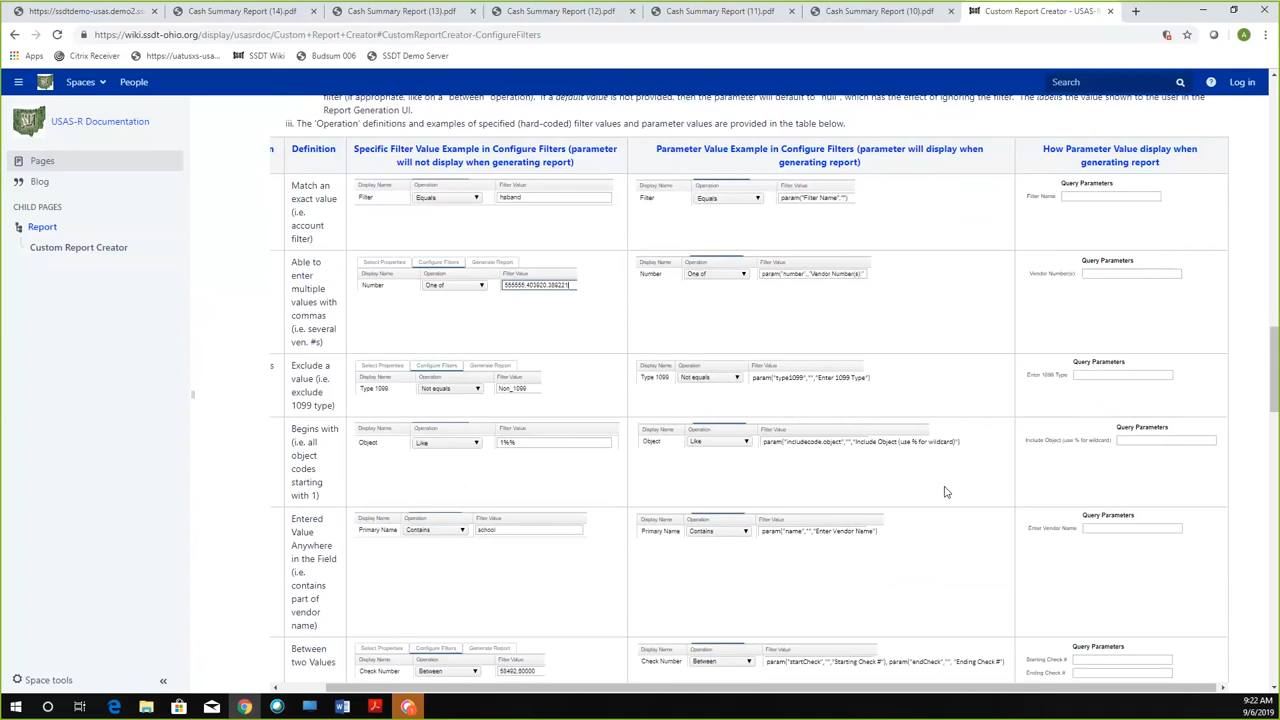 https://ssdtdemo-usas.demo2.ss
Cash Summary Report (14).pdf
Cash Summary Report (13).pdf
Cash Summary Report (12).pdf
Cash Summary Report (11).pdf
Cash Summary Report (10).pdf
Custom Report Creator - USAS-R
https://wiki.ssdt-ohio.org/display/usasrdoc/Custom+Report+Creator#CustomReportCreator-ConfigureFilters
A
Apps
Citrix Receiver
https://uatusxs-usa...
SSDT Wiki
Budsum 006
SSDT Demo Server
Spaces
People
Search
Log in
USAS-R Documentation
Pages
Blog
CHILD PAGES
Report
Custom Report Creator
Space tools
filter (if appropriate, like on a "between" operation). If a default value is not provided, then the parameter will default to "null", which has the effect of ignoring the filter. The label is the value shown to the user in the
Report Generation UI.
iii. The 'Operation' definitions and examples of specified (hard-coded) filter values and parameter values are provided in the table below.
n
Definition
Specific Filter Value Example in Configure Filters (parameter
will not display when generating report)
Parameter Value Example in Configure Filters (parameter will display when
generating report)
How Parameter Value display when
generating report
Match an
exact value
(i.e.
account
filter)
Display Name Operation Filter Value
Filter Equals haband
Display Name Operation Filter Value
Filter Equals param("Filter Name","")
Query Parameters
Filter Name
Able to
enter
multiple
values with
commas
(i.e. several
ven. #s)
Select Properties Configure Filters Generate Report
Display Name Operation Filter Value
Number One of 555555,403920,389221
Display Name Operation Filter Value
Number One of param("number",,"Vendor Number(s):"
Query Parameters
Vendor Number(s)
s
Exclude a
value (i.e.
exclude
1099 type)
Select Properties Configure Filters Generate Report
Display Name Operation Filter Value
Type 1099 Not equals Non_1099
Display Name Operation Filter Value
Type 1099 Not equals param("type1099","","Enter 1099 Type")
Query Parameters
Enter 1099 Type
Begins with
(i.e. all
object
codes
starting
with 1)
Display Name Operation Filter Value
Object Like 1%%
Display Name Operation Filter Value
Object Like param("includecode.object","","Include Object (use % for wildcard)")
Query Parameters
Include Object (use % for wildcard)
Entered
Value
Anywhere
in the Field
(i.e.
contains
part of
vendor
name)
Display Name Operation Filter Value
Primary Name Contains school
Display Name Operation Filter Value
Primary Name Contains param("name","","Enter Vendor Name")
Query Parameters
Enter Vendor Name
Between
two Values
Select Properties Configure Filters Generate Report
Display Name Operation Filter Value
Check Number Between 58492,60000
Display Name Operation Filter Value
Check Number Between param("startCheck","","Starting Check #"), param("endCheck", "", "Ending Check #")
Query Parameters
Starting Check #
Ending Check #
9:22 AM
9/6/2019